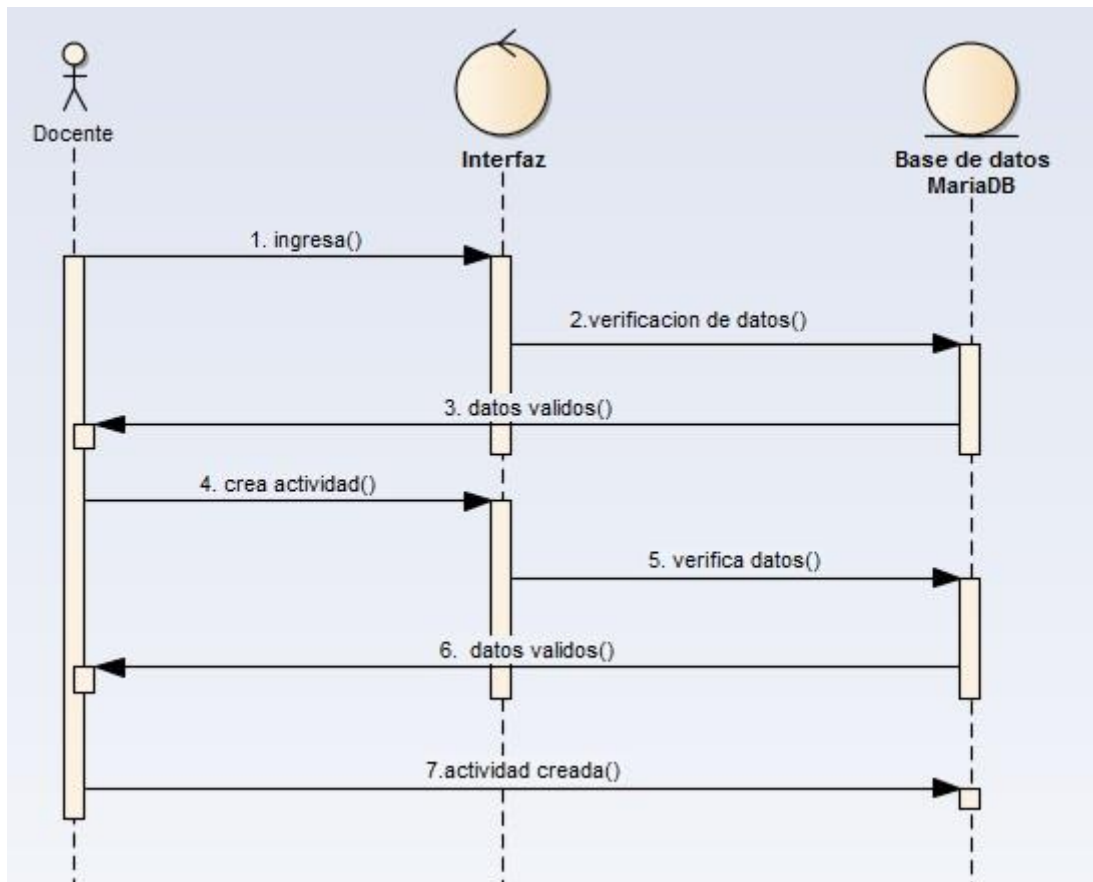 Docente
Interfaz
Base de datos
MariaDB
1. ingresa()
2.verificacion de datos()
3. datos validos()
4. crea actividad()
5. verifica datos()
6. datos validos()
7.actividad creada()